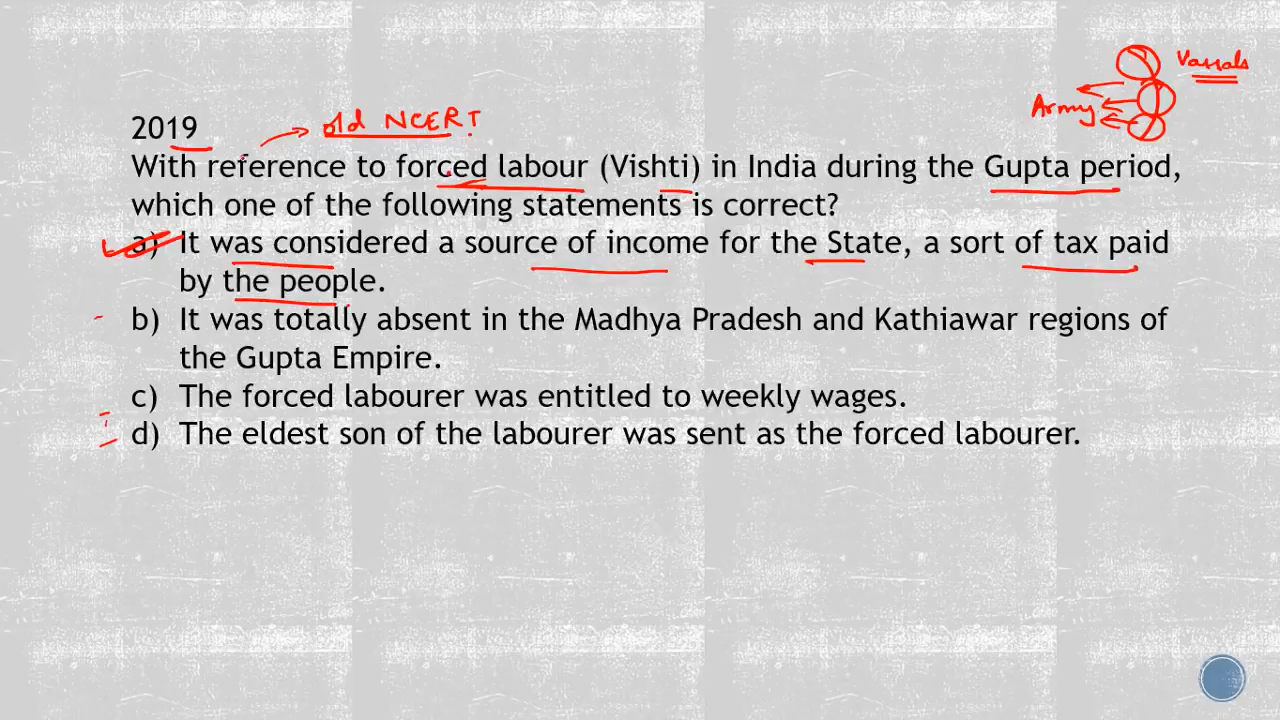 Vassals
Army
old NCERT
2019
With reference to forced labour (Vishti) in India during the Gupta period,
which one of the following statements is correct?
a) It was considered a source of income for the State, a sort of tax paid
by the people.
b) It was totally absent in the Madhya Pradesh and Kathiawar regions of
the Gupta Empire.
c) The forced labourer was entitled to weekly wages.
d) The eldest son of the labourer was sent as the forced labourer.